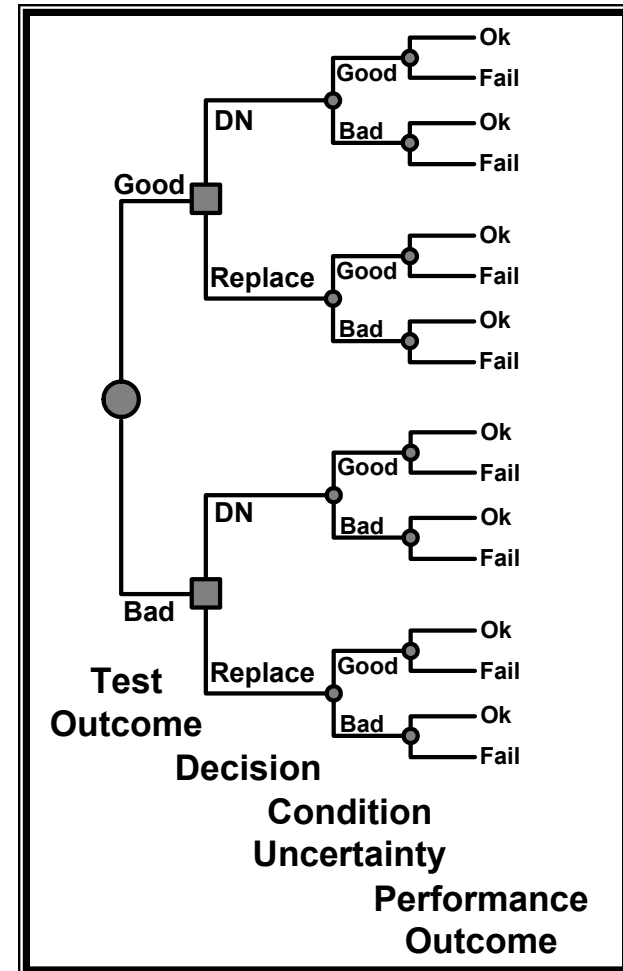 Ok
Good
Fail
DN
Bad
Ok
Fail
Good
Ok
Replace
Good
Fail
Bad
Ok
Fail
Ok
Good
Fail
DN
Bad
Ok
Fail
Bad
Ok
Replace
Good
Fail
Bad
Ok
Fail
Test
Outcome
Decision
Condition
Uncertainty
Performance
Outcome